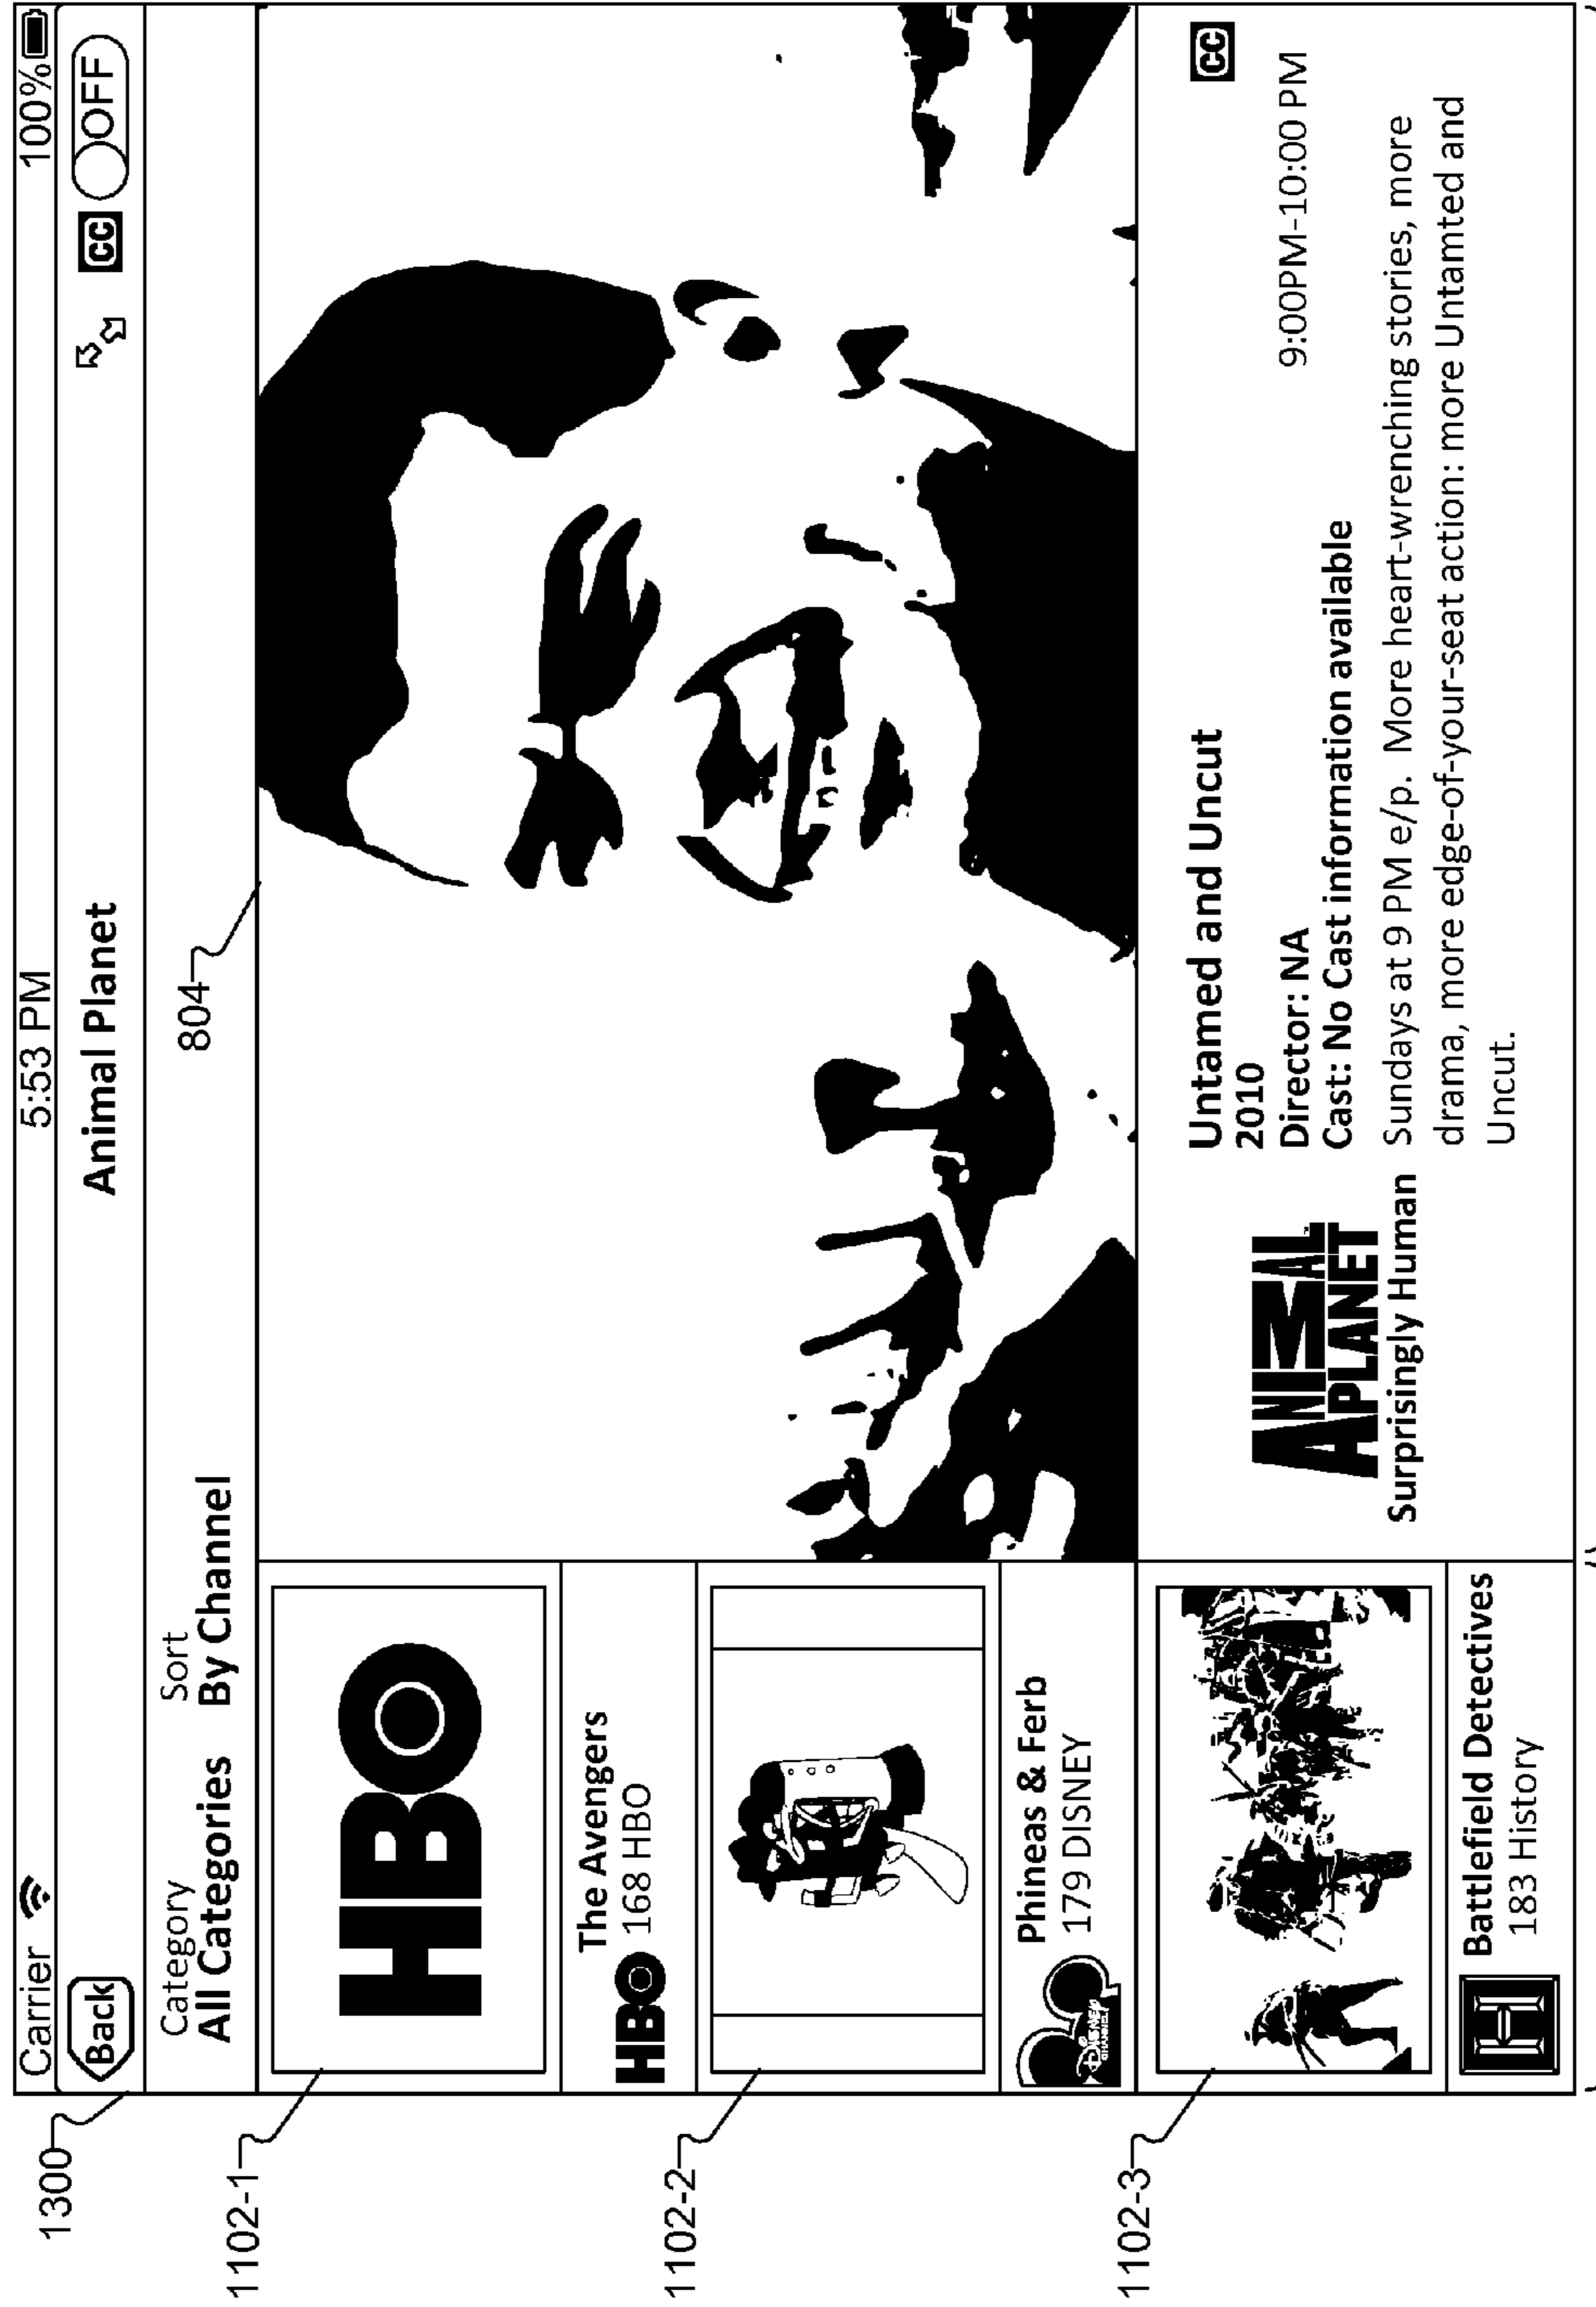 Carrier 5:53 PM 100%
1300
Back Animal Planet CC OFF
Category Sort
All Categories By Channel
804
1102-1
HBO
The Avengers
HBO 168 HBO
1102-2
Phineas & Ferb
DISNEY CHANNEL 179 DISNEY
1102-3
H
Battlefield Detectives
183 History
ANIMAL
APLANET
Surprisingly Human
Untamed and Uncut CC
2010
Director: NA 9:00PM-10:00 PM
Cast: No Cast information available
Sundays at 9 PM e/p. More heart-wrenching stories, more
drama, more edge-of-your-seat action: more Untamted and
Uncut.